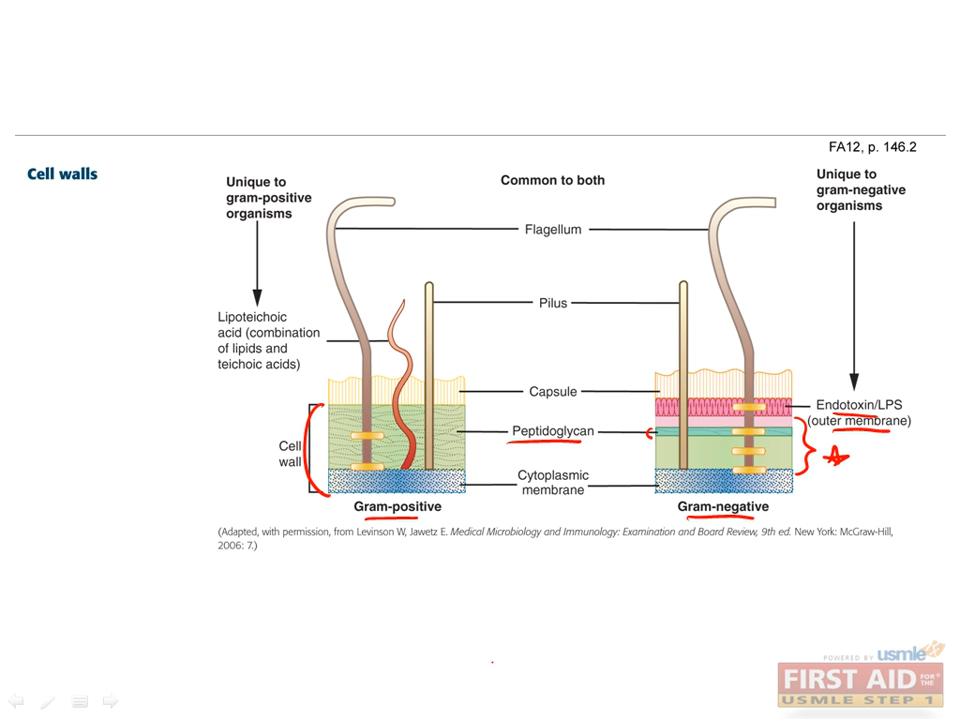 FA12, p. 146.2
Cell walls
Unique to
gram-positive
organisms
Common to both
Unique to
gram-negative
organisms
Flagellum
Pilus
Lipoteichoic
acid (combination
of lipids and
teichoic acids)
Capsule
Endotoxin/LPS
(outer membrane)
Peptidoglycan
Cell
wall
Cytoplasmic
membrane
Gram-positive
Gram-negative
(Adapted, with permission, from Levinson W, Jawetz E. Medical Microbiology and Immunology: Examination and Board Review, 9th ed. New York: McGraw-Hill,
2006: 7.)
POWERED BY usmle
FIRST AID FOR THE®
USMLE STEP 1